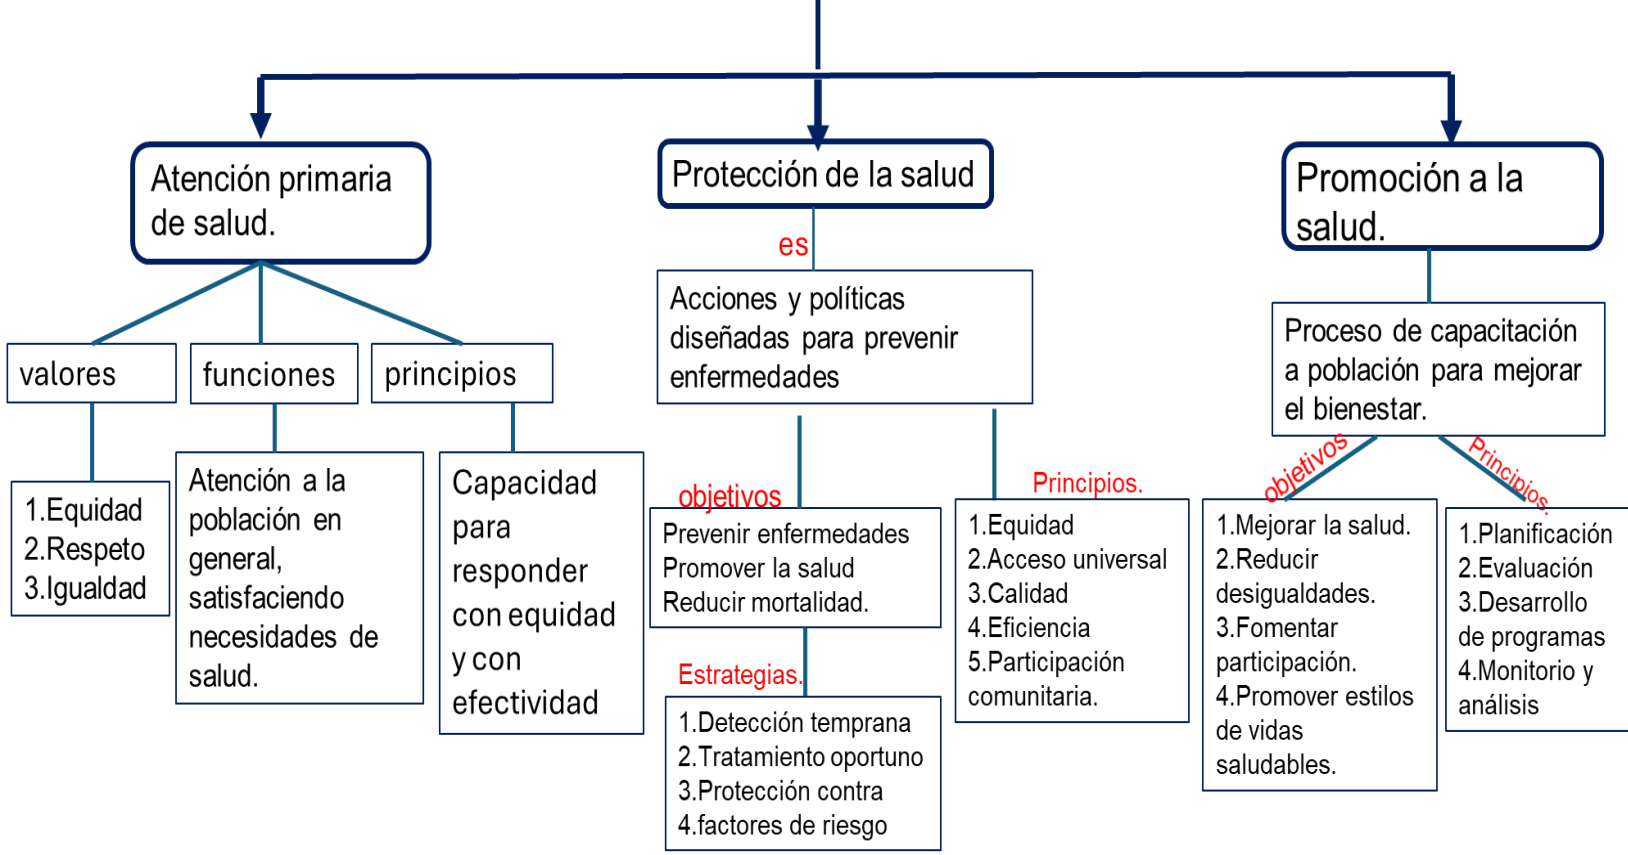 Atención primaria
de salud.
valores
funciones
principios
1.Equidad
2.Respeto
3.Igualdad
Atención a la
población en
general,
satisfaciendo
necesidades de
salud.
Capacidad
para
responder
con equidad
y con
efectividad
Protección de la salud
es
Acciones y políticas
diseñadas para prevenir
enfermedades
objetivos
Prevenir enfermedades
Promover la salud
Reducir mortalidad.
Estrategias.
1.Detección temprana
2.Tratamiento oportuno
3.Protección contra
4.factores de riesgo
Principios.
1.Equidad
2.Acceso universal
3.Calidad
4.Eficiencia
5.Participación
comunitaria.
Promoción a la
salud.
Proceso de capacitación
a población para mejorar
el bienestar.
objetivos
1.Mejorar la salud.
2.Reducir
desigualdades.
3.Fomentar
participación.
4.Promover estilos
de vidas
saludables.
Principios.
1.Planificación
2.Evaluación
3.Desarrollo
de programas
4.Monitorio y
análisis